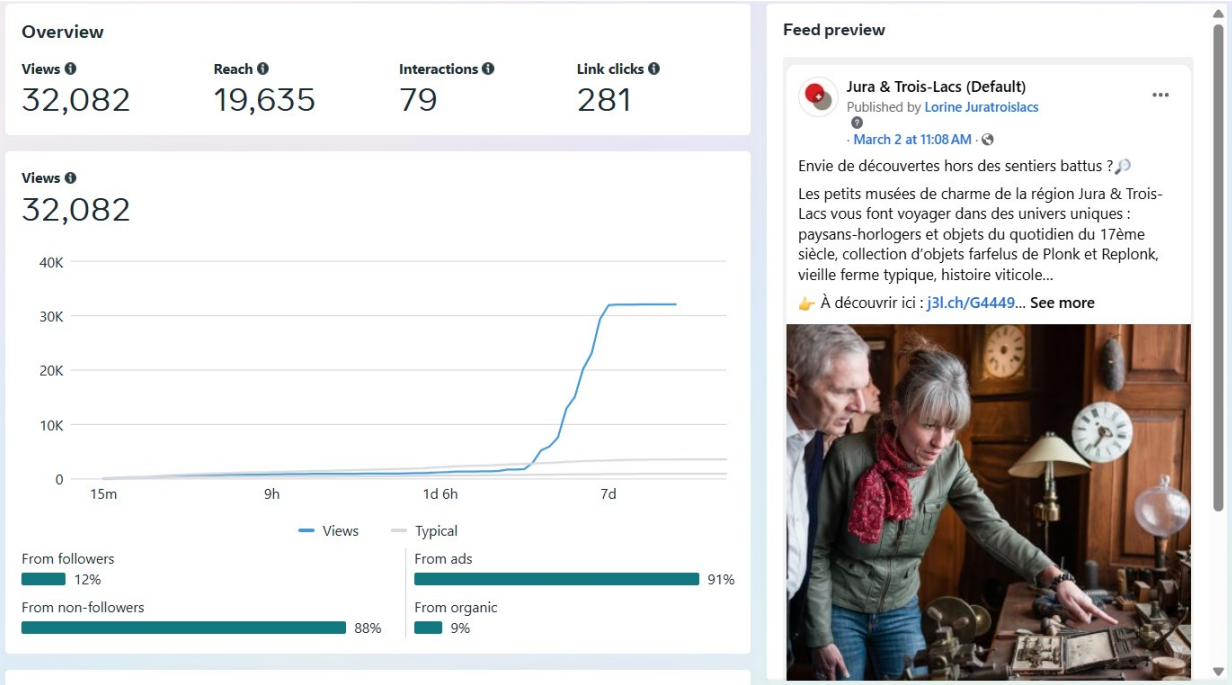 Overview
Views
32,082
Reach
19,635
Interactions
79
Link clicks
281
Views
32,082
40K
30K
20K
10K
0
15m
9h
1d 6h
7d
Views
Typical
From followers
12%
From non-followers
88%
From ads
91%
From organic
9%
Feed preview
Jura & Trois-Lacs (Default)
Published by Lorine Juratroislacs
· March 2 at 11:08 AM ·
Envie de découvertes hors des sentiers battus ?🔎
Les petits musées de charme de la région Jura & Trois-
Lacs vous font voyager dans des univers uniques :
paysans-horlogers et objets du quotidien du 17ème
siècle, collection d’objets farfelus de Plonk et Replonk,
vieille ferme typique, histoire viticole...
👉 À découvrir ici : j3l.ch/G4449... See more